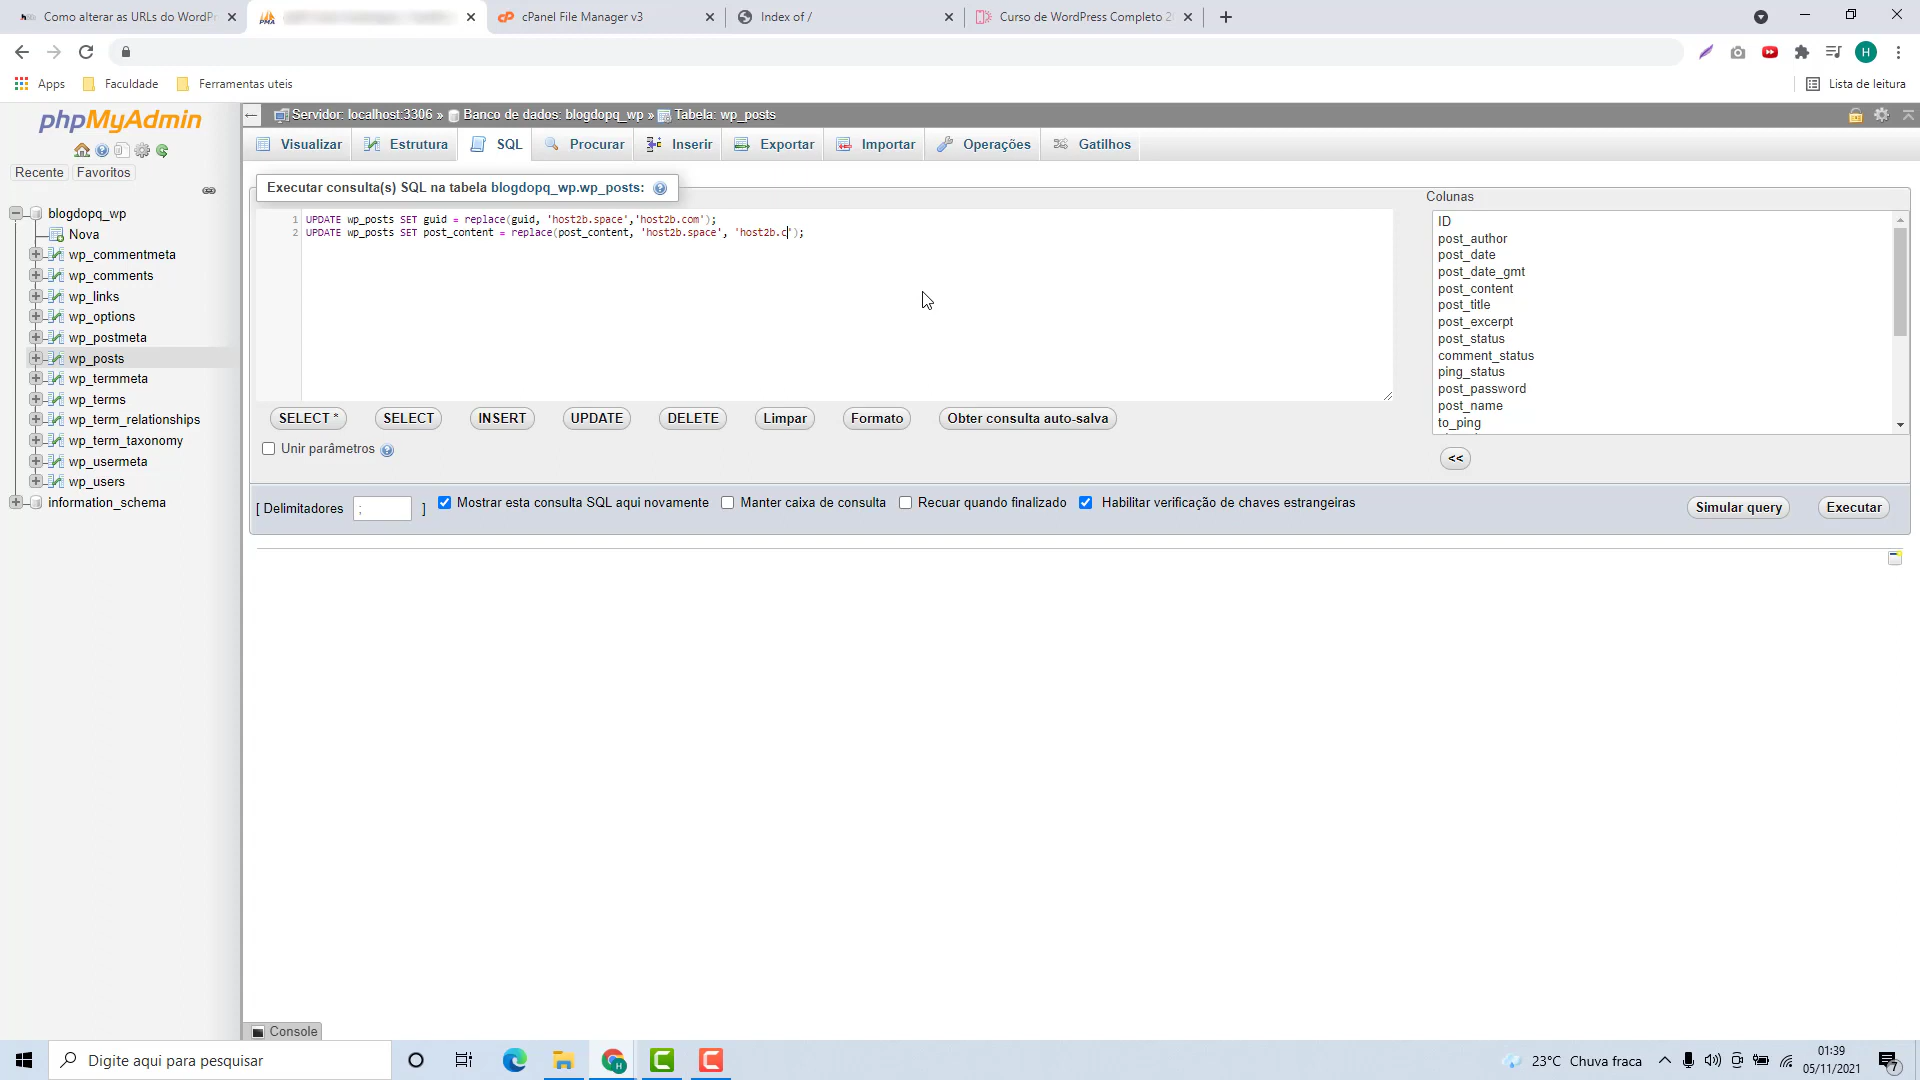 Como alterar as URLs do WordPr
cPanel File Manager v3
Index of /
Curso de WordPress Completo 2
H
Apps
Faculdade
Ferramentas uteis
Lista de leitura
phpMyAdmin
Recente
Favoritos
blogdopq_wp
Nova
wp_commentmeta
wp_comments
wp_links
wp_options
wp_postmeta
wp_posts
wp_termmeta
wp_terms
wp_term_relationships
wp_term_taxonomy
wp_usermeta
wp_users
information_schema
Servidor: localhost:3306 » Banco de dados: blogdopq_wp » Tabela: wp_posts
Visualizar
Estrutura
SQL
Procurar
Inserir
Exportar
Importar
Operações
Gatilhos
Executar consulta(s) SQL na tabela blogdopq_wp.wp_posts:
1 UPDATE wp_posts SET guid = replace(guid, 'host2b.space','host2b.com');
2 UPDATE wp_posts SET post_content = replace(post_content, 'host2b.space', 'host2b.c');
Colunas
ID
post_author
post_date
post_date_gmt
post_content
post_title
post_excerpt
post_status
comment_status
ping_status
post_password
post_name
to_ping
<<
SELECT *
SELECT
INSERT
UPDATE
DELETE
Limpar
Formato
Obter consulta auto-salva
Unir parâmetros
[ Delimitadores ; ]
Mostrar esta consulta SQL aqui novamente
Manter caixa de consulta
Recuar quando finalizado
Habilitar verificação de chaves estrangeiras
Simular query
Executar
Console
Digite aqui para pesquisar
23°C Chuva fraca
01:39
05/11/2021
7